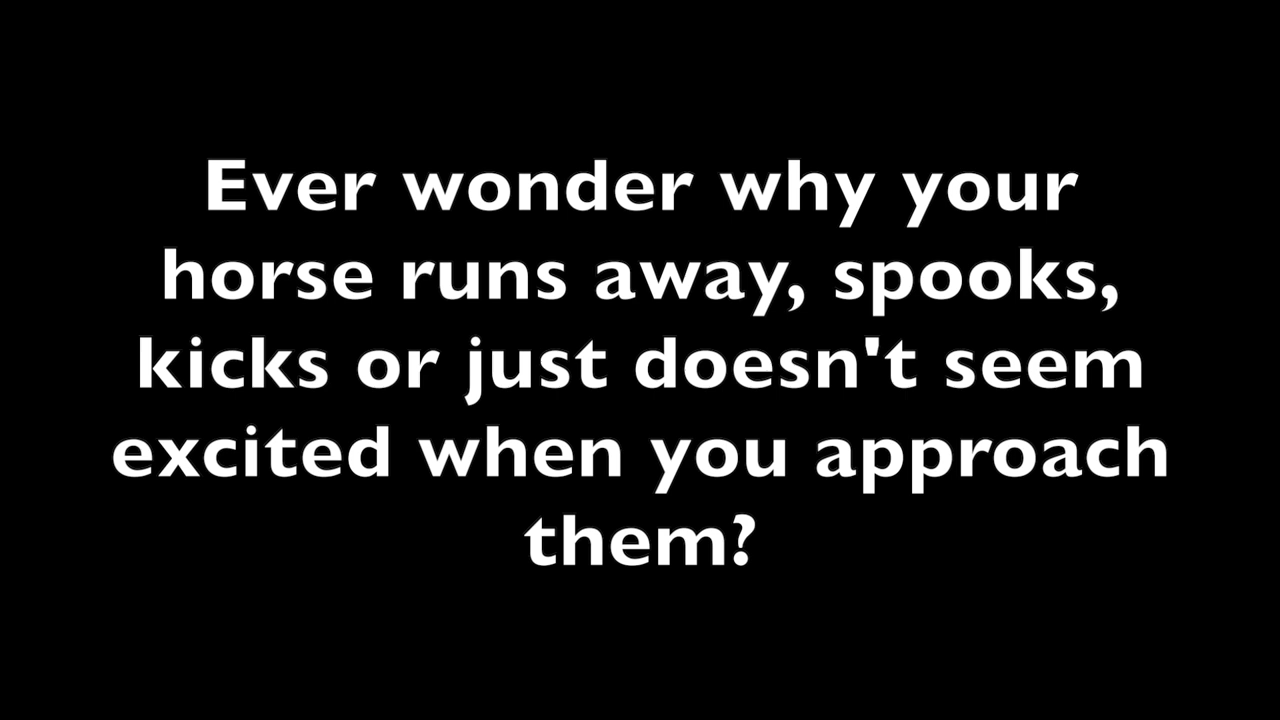 Ever wonder why your
horse runs away, spooks,
kicks or just doesn't seem
excited when you approach
them?